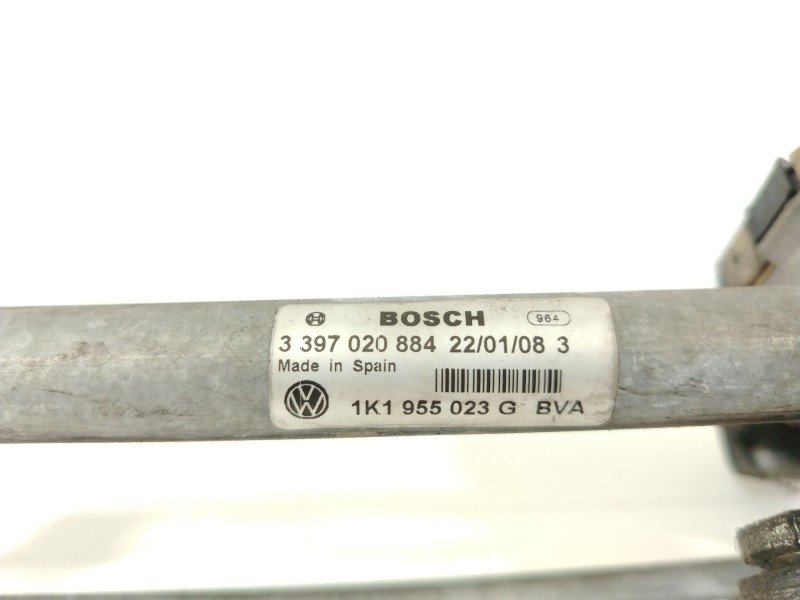 BOSCH 964
3 397 020 884 22/01/08 3
Made in Spain
1K1 955 023 G BVA